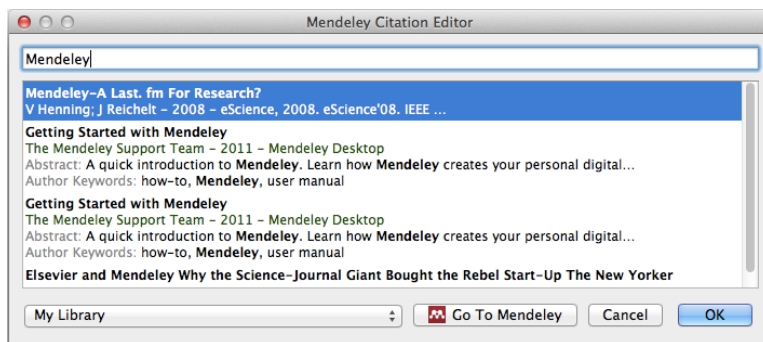 Mendeley Citation Editor
Mendeley
Mendeley-A Last. fm For Research?
V Henning; J Reichelt - 2008 - eScience, 2008. eScience'08. IEEE ...
Getting Started with Mendeley
The Mendeley Support Team - 2011 - Mendeley Desktop
Abstract: A quick introduction to Mendeley. Learn how Mendeley creates your personal digital...
Author Keywords: how-to, Mendeley, user manual
Getting Started with Mendeley
The Mendeley Support Team - 2011 - Mendeley Desktop
Abstract: A quick introduction to Mendeley. Learn how Mendeley creates your personal digital...
Author Keywords: how-to, Mendeley, user manual
Elsevier and Mendeley Why the Science-Journal Giant Bought the Rebel Start-Up The New Yorker
My Library Go To Mendeley Cancel OK